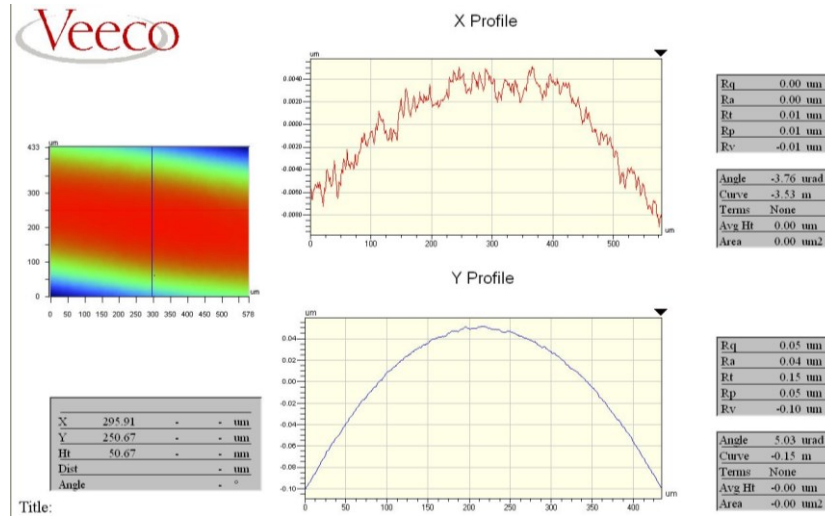 Veeco
X Profile
um
0.0040
0.0020
0.0000
0 100 200 300 400 500 um
Rq 0.00 um
Ra 0.00 um
Rt 0.01 um
Rp 0.01 um
Rv -0.01 um
Angle -3.76 urad
Curve -3.53 m
Terms None
Avg Ht 0.00 um
Area 0.00 um2
um
433
300
200
100
0
um
0 50 100 150 200 250 300 350 400 450 500 578
Y Profile
um
0.04
0.02
0.00
-0.02
-0.04
-0.06
-0.08
-0.10
0 50 100 150 200 250 300 350 400 um
Rq 0.05 um
Ra 0.04 um
Rt 0.15 um
Rp 0.05 um
Rv -0.10 um
Angle 5.03 urad
Curve -0.15 m
Terms None
Avg Ht -0.00 um
Area -0.00 um2
X 295.91 - - um
Y 250.67 - - um
Ht 50.67 - - nm
Dist - um
Angle - °
Title: